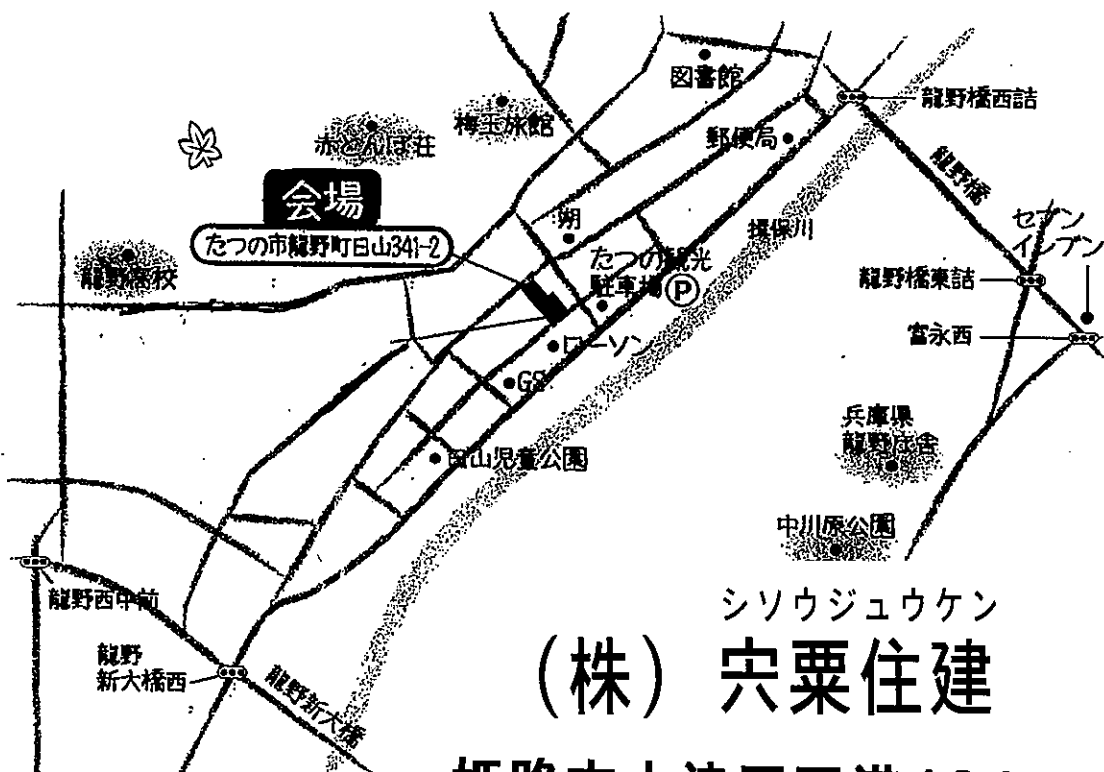 図書館
龍野橋西詰
梅玉旅館
赤とんぼ荘
郵便局
龍野橋
会場
セブン
イレブン
朔
揖保川
たつの市龍野町日山341-2
たつの観光
駐車場 P
龍野高校
龍野橋東詰
富永西
ローソン
GS
兵庫県
龍野庁舎
日山児童公園
中川原公園
龍野西中前
シソウジュウケン
龍野
新大橋西
龍野新大橋
(株) 宍粟住建